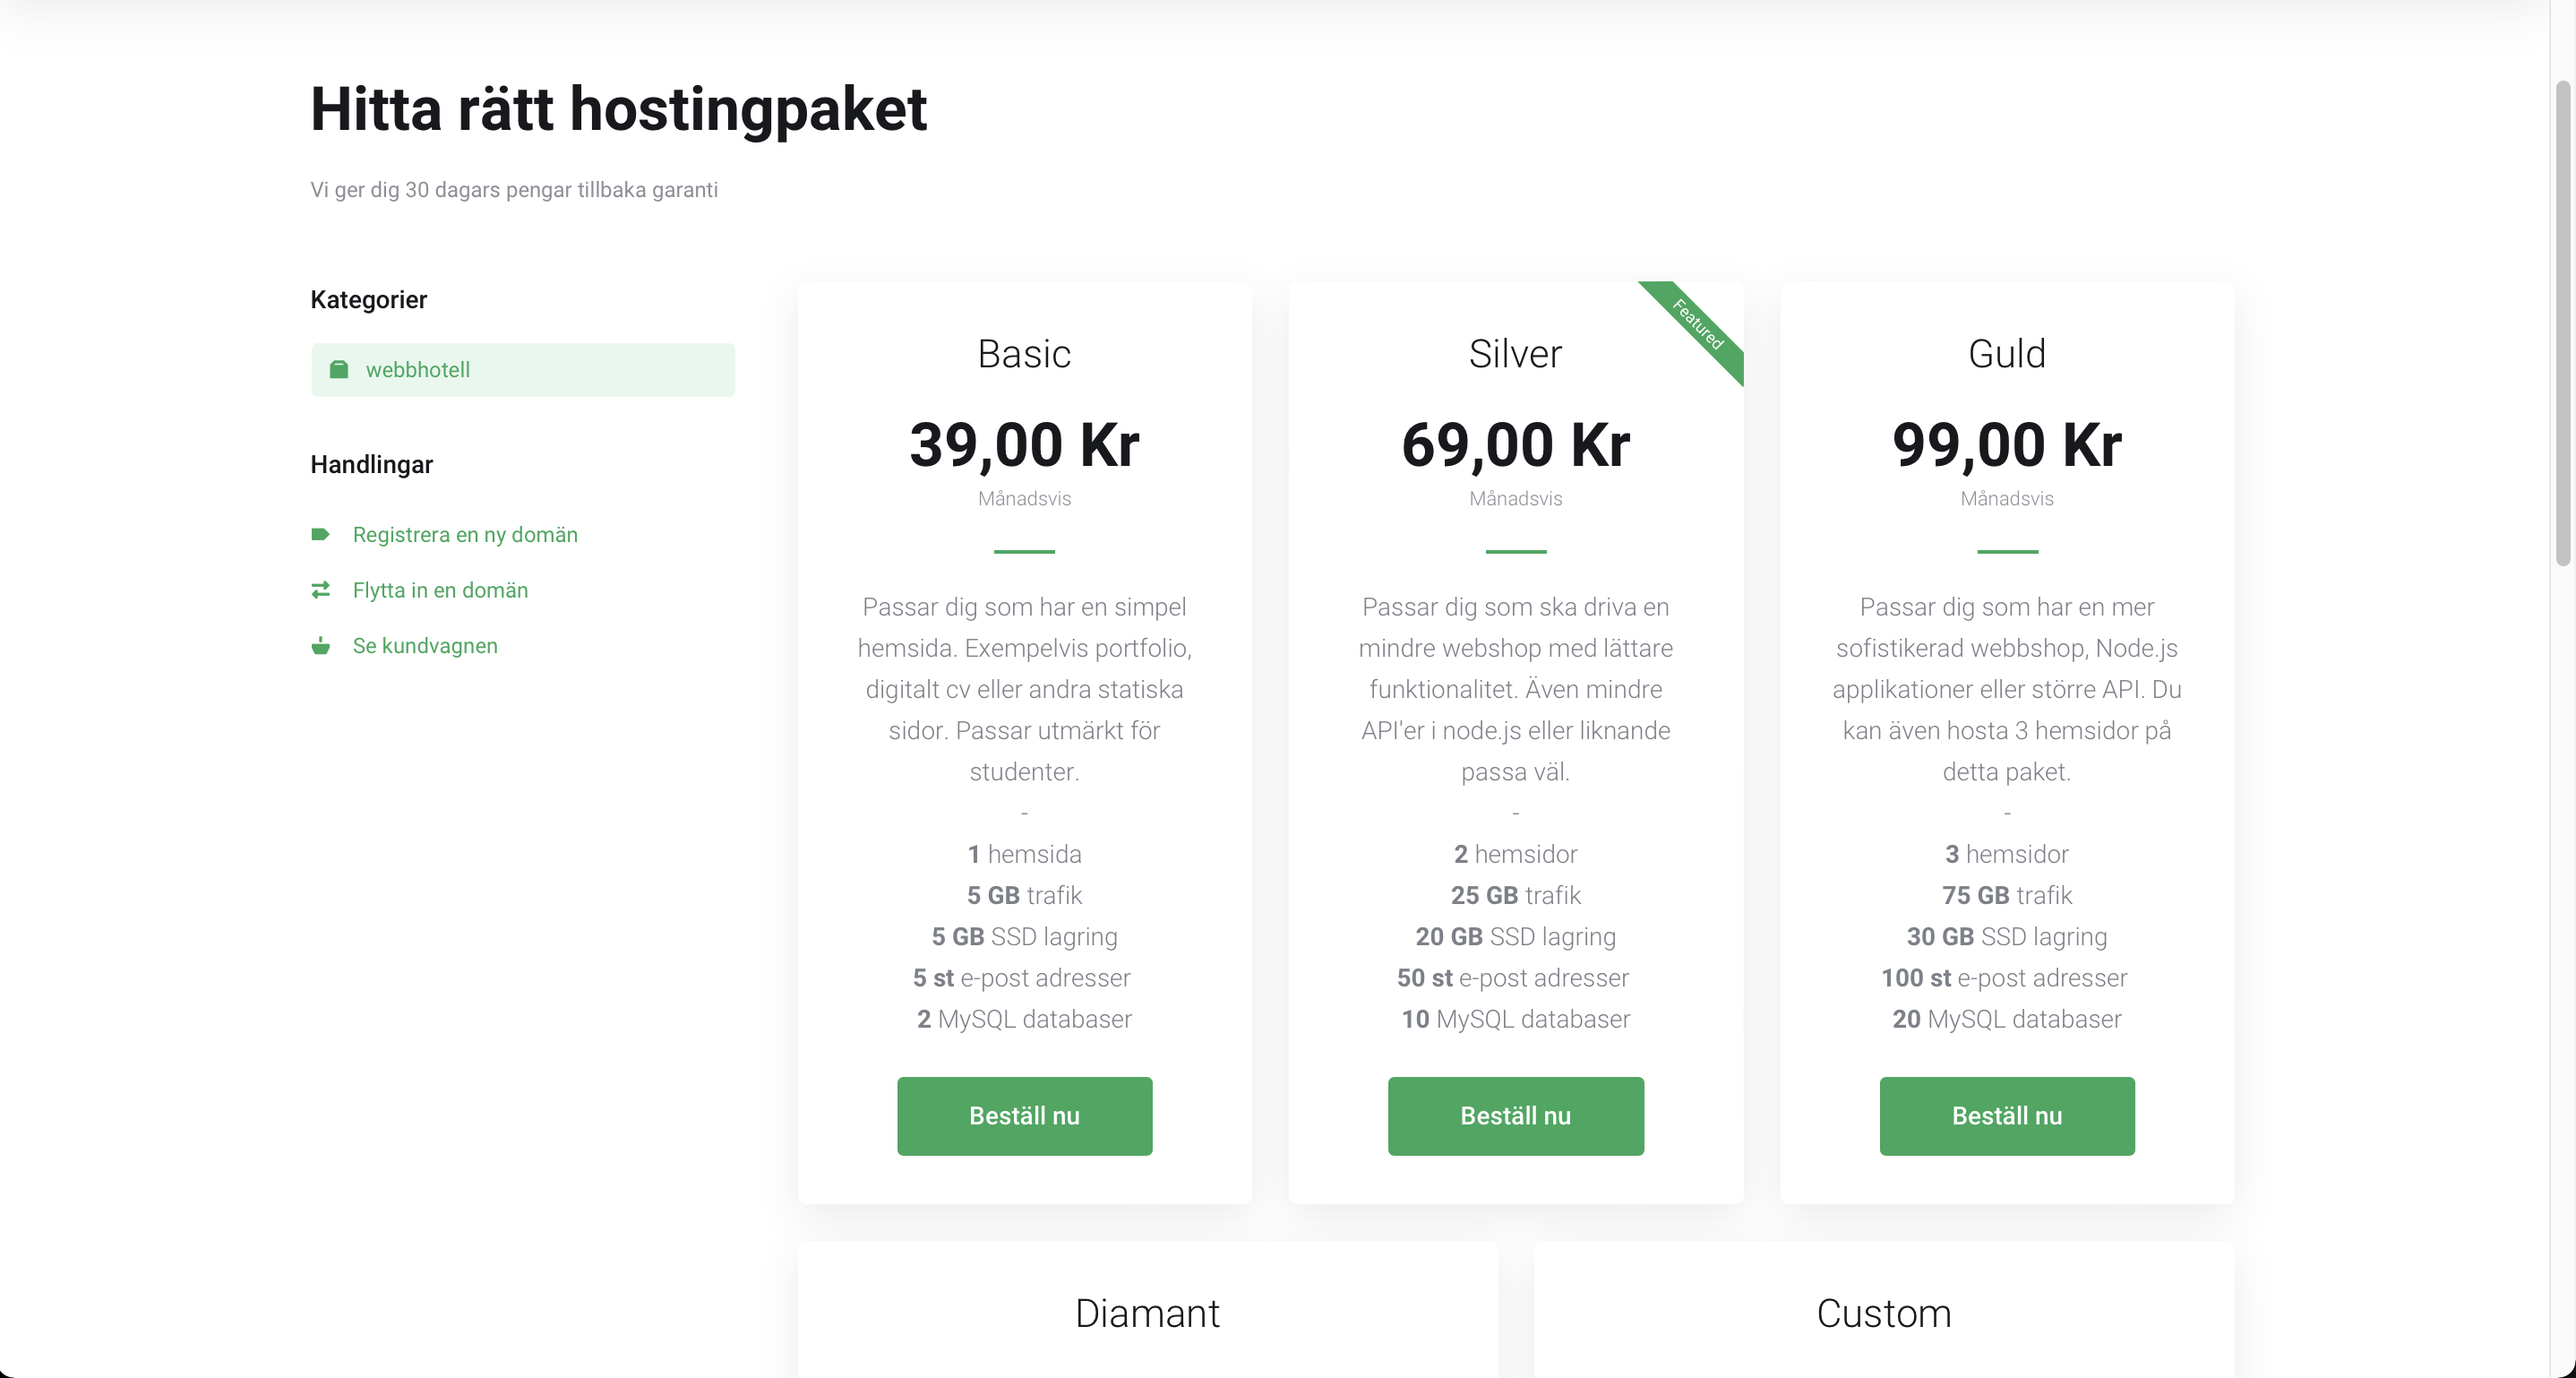 Hitta rätt hostingpaket
Vi ger dig 30 dagars pengar tillbaka garanti
Kategorier
webbhotell
Handlingar
Registrera en ny domän
Flytta in en domän
Se kundvagnen
Basic
39,00 Kr
Månadsvis
Passar dig som har en simpel
hemsida. Exempelvis portfolio,
digitalt cv eller andra statiska
sidor. Passar utmärkt för
studenter.
-
1 hemsida
5 GB trafik
5 GB SSD lagring
5 st e-post adresser
2 MySQL databaser
Beställ nu
Featured
Silver
69,00 Kr
Månadsvis
Passar dig som ska driva en
mindre webshop med lättare
funktionalitet. Även mindre
API'er i node.js eller liknande
passa väl.
-
2 hemsidor
25 GB trafik
20 GB SSD lagring
50 st e-post adresser
10 MySQL databaser
Beställ nu
Guld
99,00 Kr
Månadsvis
Passar dig som har en mer
sofistikerad webbshop, Node.js
applikationer eller större API. Du
kan även hosta 3 hemsidor på
detta paket.
-
3 hemsidor
75 GB trafik
30 GB SSD lagring
100 st e-post adresser
20 MySQL databaser
Beställ nu
Diamant
Custom